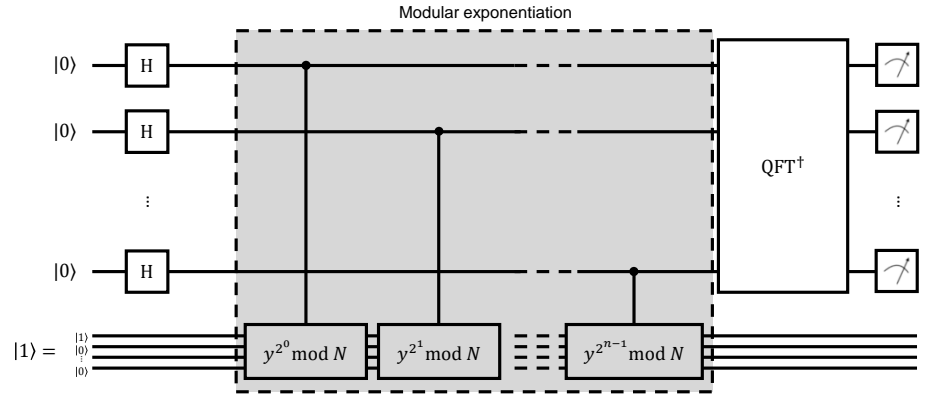 Modular exponentiation
|0⟩ H
|0⟩ H
QFT†
⋮ ⋮
|0⟩ H
|1⟩ =
|1⟩
|0⟩
⋮
|0⟩
y^{2^0} mod N y^{2^1} mod N y^{2^{n−1}} mod N